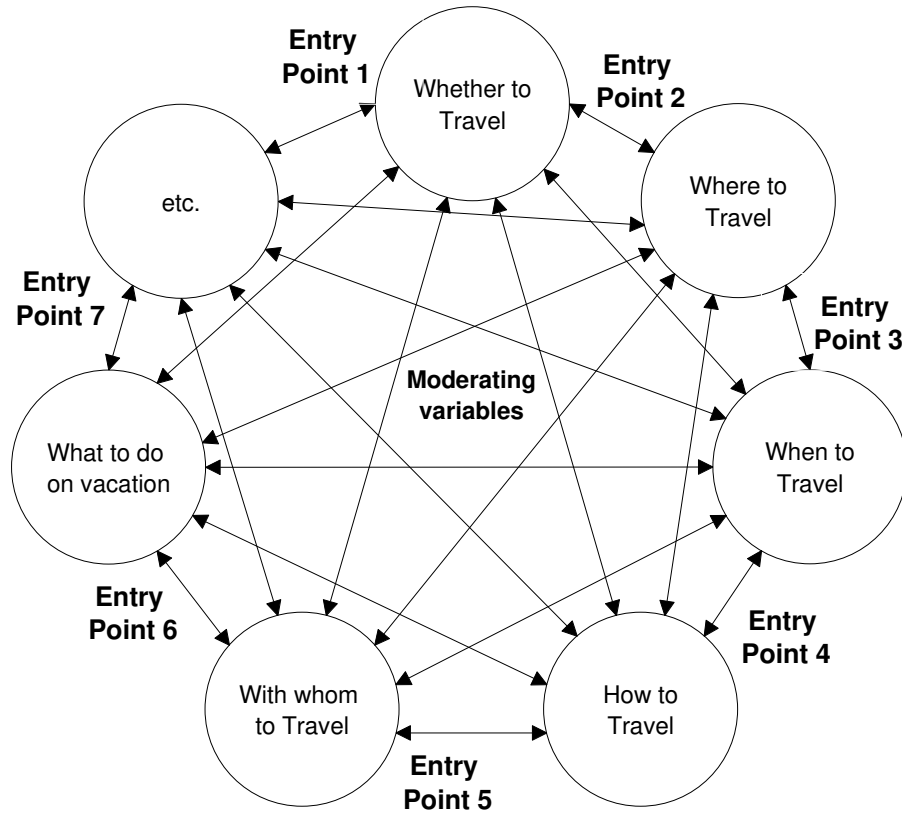 Entry
Point 1
Whether to
Travel
Entry
Point 2
etc.
Where to
Travel
Entry
Point 7
Entry
Point 3
Moderating
variables
What to do
on vacation
When to
Travel
Entry
Point 6
Entry
Point 4
With whom
to Travel
How to
Travel
Entry
Point 5